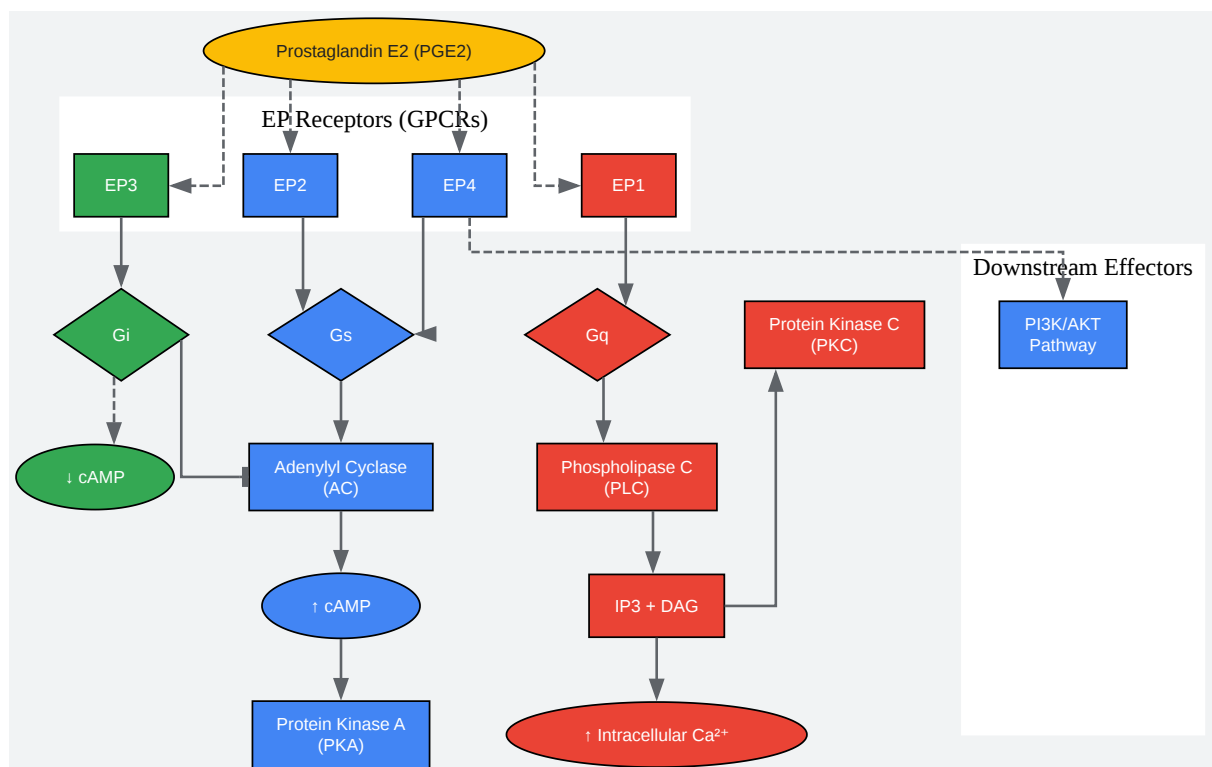 Prostaglandin E2 (PGE2)
EP Receptors (GPCRs)
EP3
EP2
EP4
EP1
Downstream Effectors
Gi
Gs
Gq
Protein Kinase C
(PKC)
PI3K/AKT
Pathway
↓ cAMP
Adenylyl Cyclase
(AC)
Phospholipase C
(PLC)
↑ cAMP
IP3 + DAG
Protein Kinase A
(PKA)
↑ Intracellular Ca²⁺